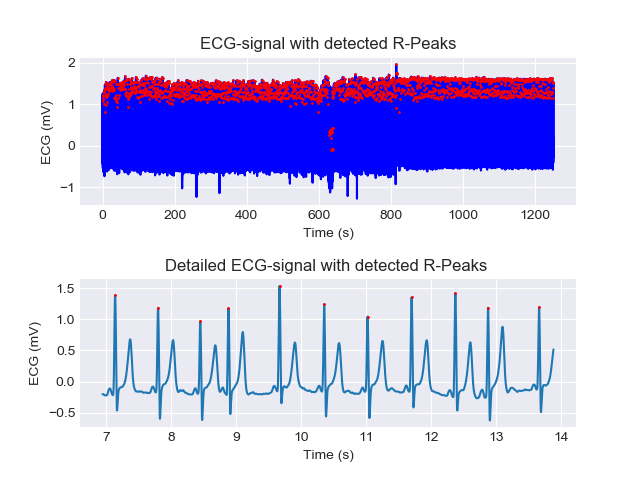 ECG-signal with detected R-Peaks
2
1
0
−1
ECG (mV)
0 200 400 600 800 1000 1200
Time (s)
Detailed ECG-signal with detected R-Peaks
1.5
1.0
0.5
0.0
−0.5
ECG (mV)
7 8 9 10 11 12 13 14
Time (s)